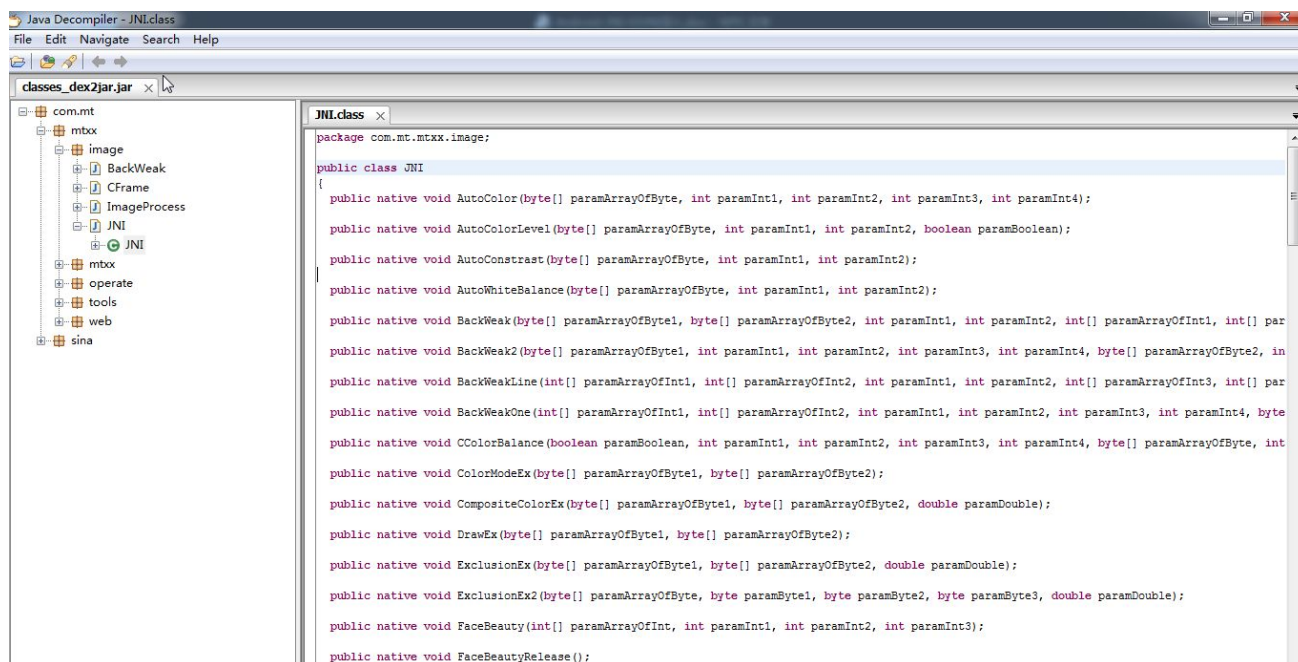 Java Decompiler - JNI.class
File Edit Navigate Search Help
classes_dex2jar.jar
com.mt
mtxx
image
BackWeak
CFrame
ImageProcess
JNI
JNI
mtxx
operate
tools
web
sina
JNI.class
package com.mt.mtxx.image;
public class JNI
{
public native void AutoColor(byte[] paramArrayOfByte, int paramInt1, int paramInt2, int paramInt3, int paramInt4);
public native void AutoColorLevel(byte[] paramArrayOfByte, int paramInt1, int paramInt2, boolean paramBoolean);
public native void AutoConstrast(byte[] paramArrayOfByte, int paramInt1, int paramInt2);
public native void AutoWhiteBalance(byte[] paramArrayOfByte, int paramInt1, int paramInt2);
public native void BackWeak(byte[] paramArrayOfByte1, byte[] paramArrayOfByte2, int paramInt1, int paramInt2, int[] paramArrayOfInt1, int[] par
public native void BackWeak2(byte[] paramArrayOfByte1, int paramInt1, int paramInt2, int paramInt3, int paramInt4, byte[] paramArrayOfByte2, in
public native void BackWeakLine(int[] paramArrayOfInt1, int[] paramArrayOfInt2, int paramInt1, int paramInt2, int[] paramArrayOfInt3, int[] par
public native void BackWeakOne(int[] paramArrayOfInt1, int[] paramArrayOfInt2, int paramInt1, int paramInt2, int paramInt3, int paramInt4, byte
public native void CColorBalance(boolean paramBoolean, int paramInt1, int paramInt2, int paramInt3, int paramInt4, byte[] paramArrayOfByte, int
public native void ColorModeEx(byte[] paramArrayOfByte1, byte[] paramArrayOfByte2);
public native void CompositeColorEx(byte[] paramArrayOfByte1, byte[] paramArrayOfByte2, double paramDouble);
public native void DrawEx(byte[] paramArrayOfByte1, byte[] paramArrayOfByte2);
public native void ExclusionEx(byte[] paramArrayOfByte1, byte[] paramArrayOfByte2, double paramDouble);
public native void ExclusionEx2(byte[] paramArrayOfByte, byte paramByte1, byte paramByte2, byte paramByte3, double paramDouble);
public native void FaceBeauty(int[] paramArrayOfInt, int paramInt1, int paramInt2, int paramInt3);
public native void FaceBeautyRelease();